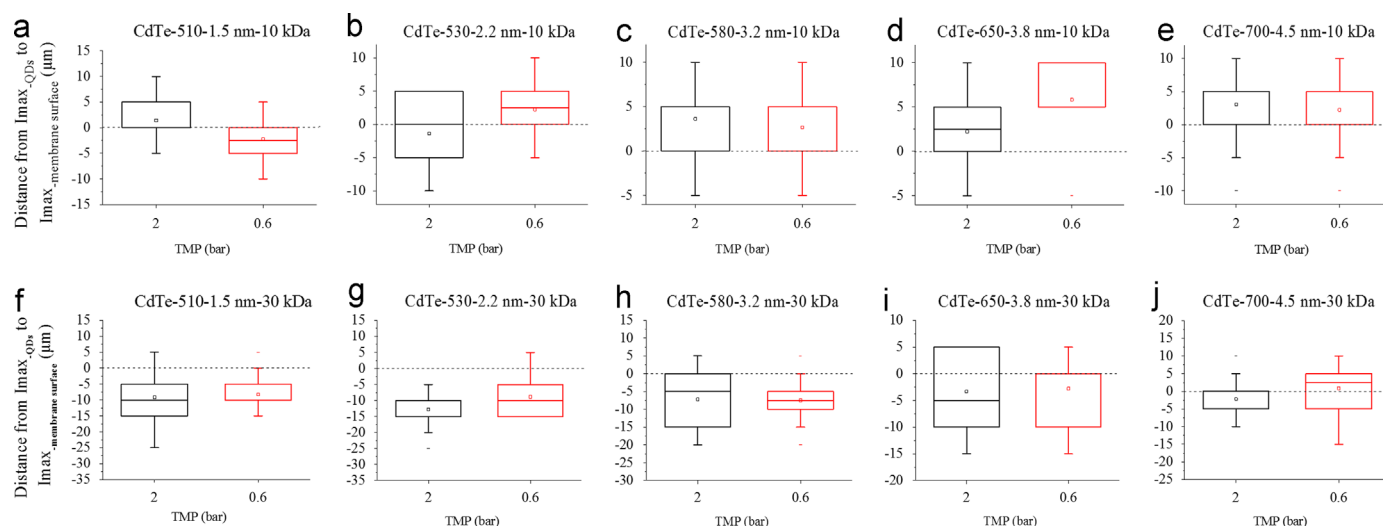 a
CdTe-510-1.5 nm-10 kDa
b
CdTe-530-2.2 nm-10 kDa
c
CdTe-580-3.2 nm-10 kDa
d
CdTe-650-3.8 nm-10 kDa
e
CdTe-700-4.5 nm-10 kDa
Distance from Imax-QDs to
Imax-membrane surface (μm)
15
10
5
0
-5
-10
-15
2
0.6
TMP (bar)
10
5
0
-5
-10
2
0.6
TMP (bar)
10
5
0
-5
2
0.6
TMP (bar)
10
5
0
-5
2
0.6
TMP (bar)
10
5
0
-5
-10
2
0.6
TMP (bar)
f
CdTe-510-1.5 nm-30 kDa
g
CdTe-530-2.2 nm-30 kDa
h
CdTe-580-3.2 nm-30 kDa
i
CdTe-650-3.8 nm-30 kDa
j
CdTe-700-4.5 nm-30 kDa
Distance from Imax-QDs to
Imax-membrane surface (μm)
15
10
5
0
-5
-10
-15
-20
-25
-30
-35
2
0.6
TMP (bar)
15
10
5
0
-5
-10
-15
-20
-25
-30
-35
2
0.6
TMP (bar)
15
10
5
0
-5
-10
-15
-20
-25
-30
2
0.6
TMP (bar)
10
5
0
-5
-10
-15
-20
2
0.6
TMP (bar)
20
15
10
5
0
-5
-10
-15
-20
-25
2
0.6
TMP (bar)